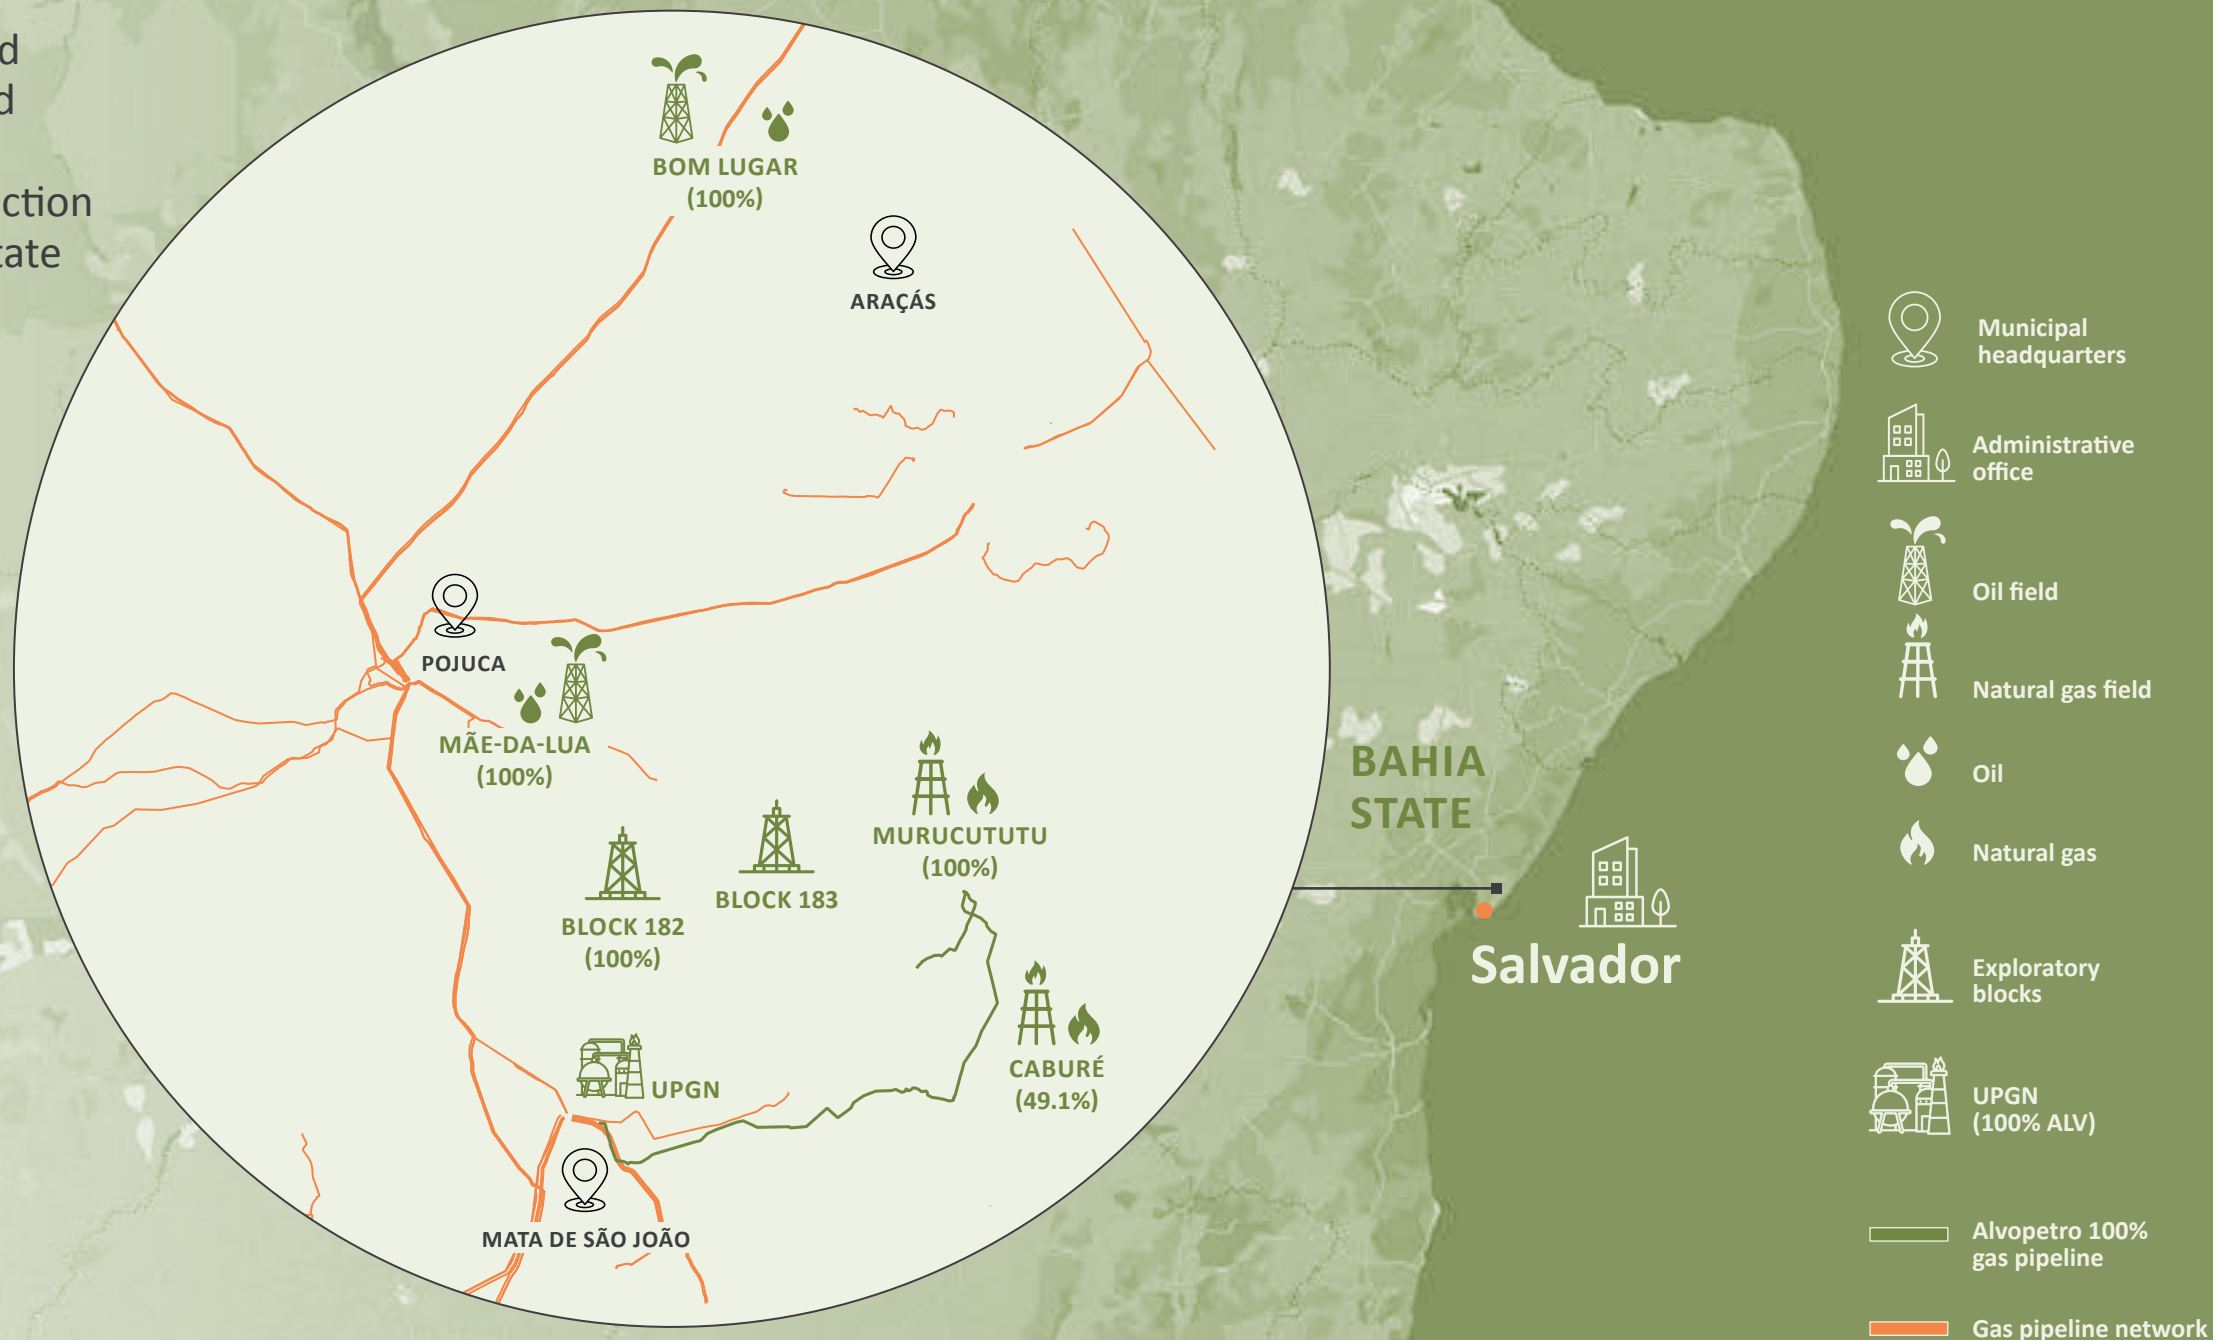 d
d
ction
tate
BOM LUGAR
(100%)
ARAÇÁS
POJUCA
MÃE-DA-LUA
(100%)
MURUCUTUTU
(100%)
BLOCK 183
BLOCK 182
(100%)
CABURÉ
(49.1%)
UPGN
MATA DE SÃO JOÃO
BAHIA
STATE
Salvador
Municipal
headquarters
Administrative
office
Oil field
Natural gas field
Oil
Natural gas
Exploratory
blocks
UPGN
(100% ALV)
Alvopetro 100%
gas pipeline
Gas pipeline network